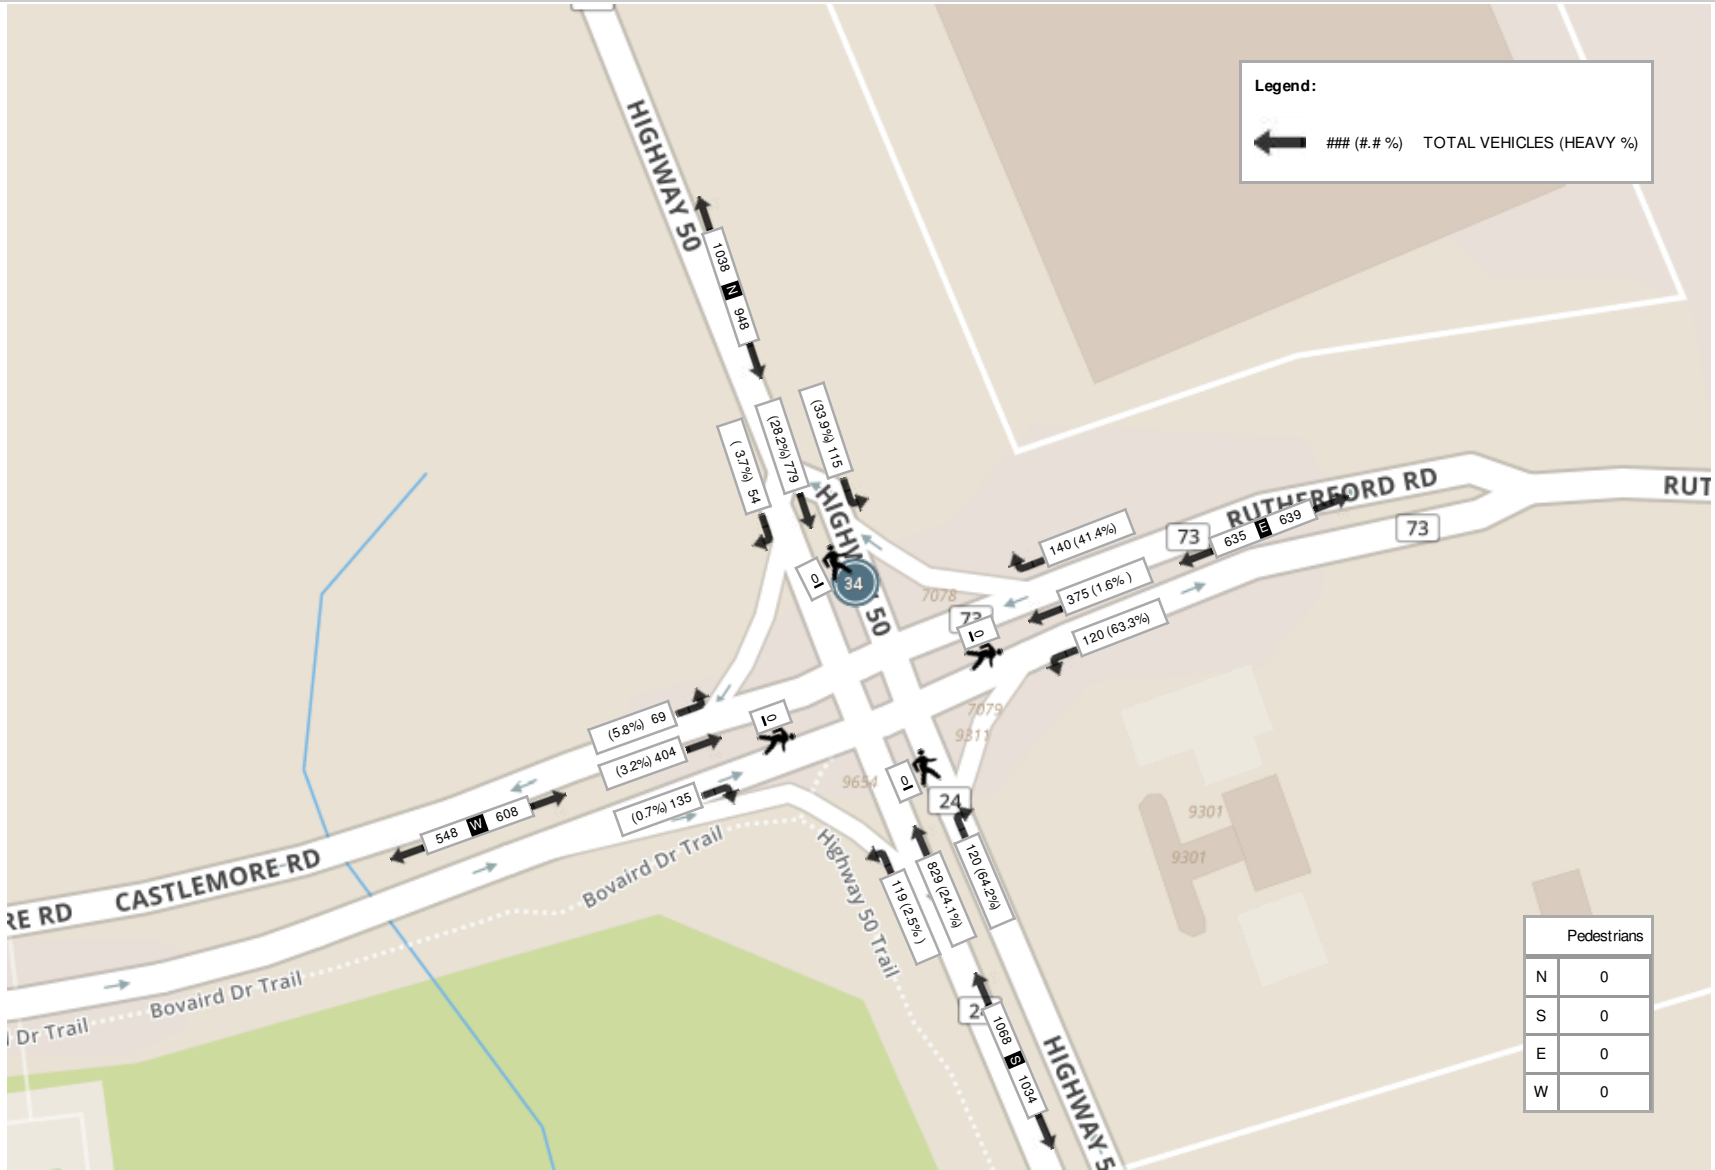 Legend:
### (#.# %) TOTAL VEHICLES (HEAVY %)
HIGHWAY 50
1038 N 948
(33.9%) 115
(28.2%) 779
( 3.7%) 54
HIGHWAY 50
34
0
RUTHERFORD RD
RUT
73
73
635 E 639
140 (41.4%)
375 (1.6% )
120 (63.3%)
7078
73
0
7079
9311
(5.8%) 69
(3.2%) 404
(0.7%) 135
0
548 W 608
9654
0
24
9301
9301
CASTLEMORE RD
RE RD
Bovaird Dr Trail
Bovaird Dr Trail
Dr Trail
Highway 50 Trail
119 (2.5% )
829 (24.1%)
120 (64.2%)
2
1068 S 1034
HIGHWAY 5
Pedestrians
N 0
S 0
E 0
W 0